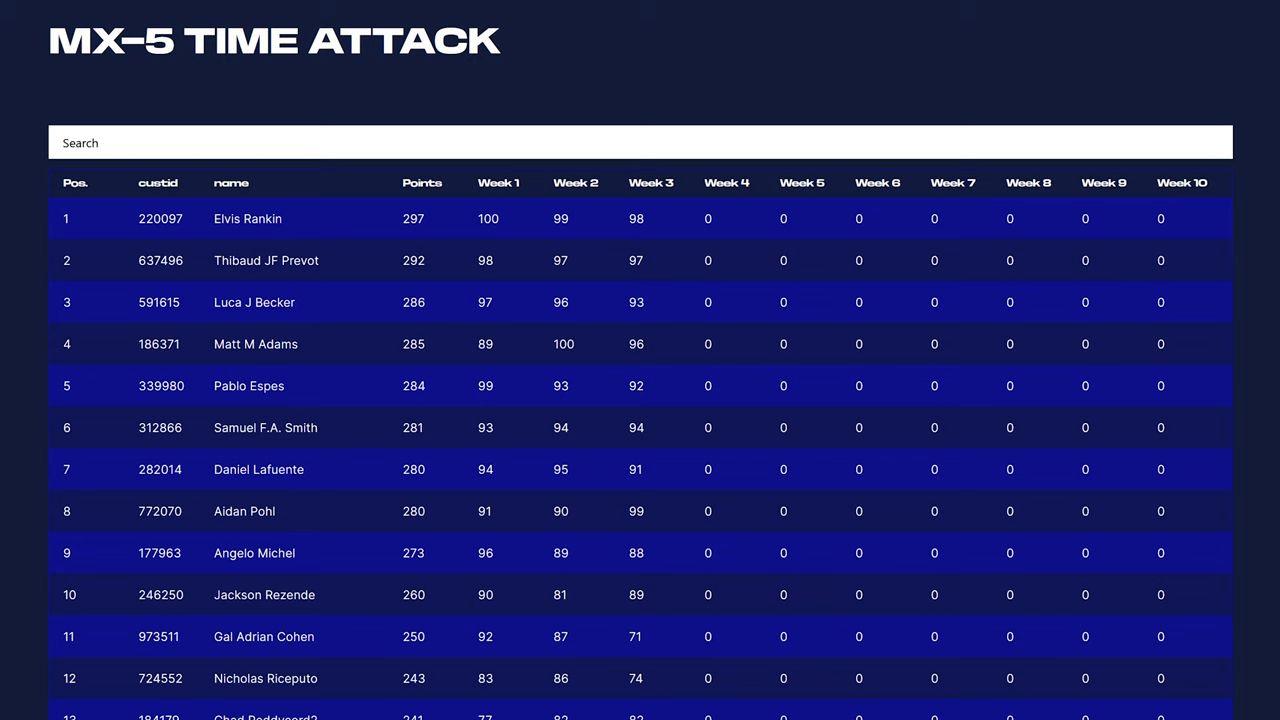 MX-5 TIME ATTACK
Search
Pos. custid name Points Week 1 Week 2 Week 3 Week 4 Week 5 Week 6 Week 7 Week 8 Week 9 Week 10
1 220097 Elvis Rankin 297 100 99 98 0 0 0 0 0 0 0
2 637496 Thibaud JF Prevot 292 98 97 97 0 0 0 0 0 0 0
3 591615 Luca J Becker 286 97 96 93 0 0 0 0 0 0 0
4 186371 Matt M Adams 285 89 100 96 0 0 0 0 0 0 0
5 339980 Pablo Espes 284 99 93 92 0 0 0 0 0 0 0
6 312866 Samuel F.A. Smith 281 93 94 94 0 0 0 0 0 0 0
7 282014 Daniel Lafuente 280 94 95 91 0 0 0 0 0 0 0
8 772070 Aidan Pohl 280 91 90 99 0 0 0 0 0 0 0
9 177963 Angelo Michel 273 96 89 88 0 0 0 0 0 0 0
10 246250 Jackson Rezende 260 90 81 89 0 0 0 0 0 0 0
11 973511 Gal Adrian Cohen 250 92 87 71 0 0 0 0 0 0 0
12 724552 Nicholas Riceputo 243 83 86 74 0 0 0 0 0 0 0